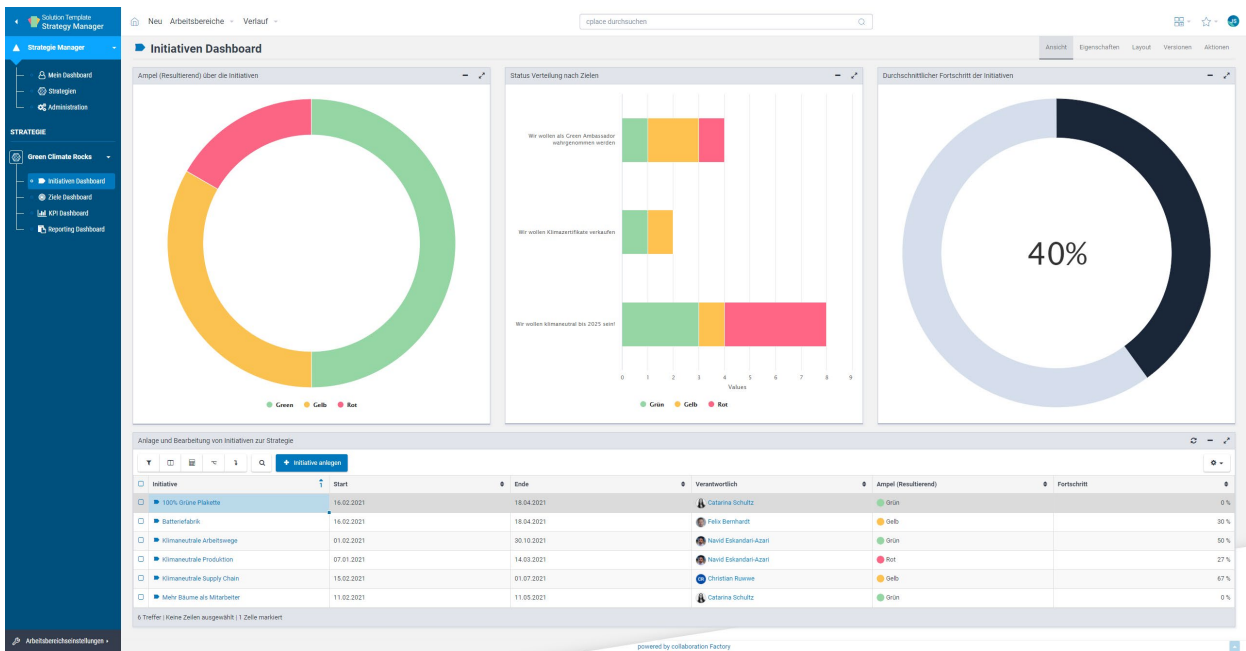 Solution Template
Strategy Manager
Neu Arbeitsbereiche Verlauf
cplace durchsuchen
JS
Strategie Manager
Mein Dashboard
Strategien
Administration
STRATEGIE
Green Climate Rocks
Initiativen Dashboard
Ziele Dashboard
KPI Dashboard
Reporting Dashboard
Arbeitsbereichseinstellungen
Initiativen Dashboard
Ansicht Eigenschaften Layout Versionen Aktionen
Ampel (Resultierend) über die Initiativen
Green Gelb Rot
Status Verteilung nach Zielen
Wir wollen als Green Ambassador
wahrgenommen werden
Wir wollen Klimazertifikate verkaufen
Wir wollen klimaneutral bis 2025 sein!
0 1 2 3 4 5 6 7 8 9
Values
Grün Gelb Rot
Durchschnittlicher Fortschritt der Initiativen
40%
Anlage und Bearbeitung von Initiativen zur Strategie
+ Initiative anlegen
Initiative 1 Start Ende Verantwortlich Ampel (Resultierend) Fortschritt
100% Grüne Plakette 16.02.2021 18.04.2021 Catarina Schultz Grün 0 %
Batteriefabrik 16.02.2021 18.04.2021 Felix Bernhardt Gelb 30 %
Klimaneutrale Arbeitswege 01.02.2021 30.10.2021 Navid Eskandari-Azari Grün 50 %
Klimaneutrale Produktion 07.01.2021 14.03.2021 Navid Eskandari-Azari Rot 27 %
Klimaneutrale Supply Chain 15.02.2021 01.07.2021 CR Christian Ruwwe Gelb 67 %
Mehr Bäume als Mitarbeiter 11.02.2021 11.05.2021 Catarina Schultz Grün 0 %
6 Treffer | Keine Zeilen ausgewählt | 1 Zelle markiert
powered by collaboration Factory